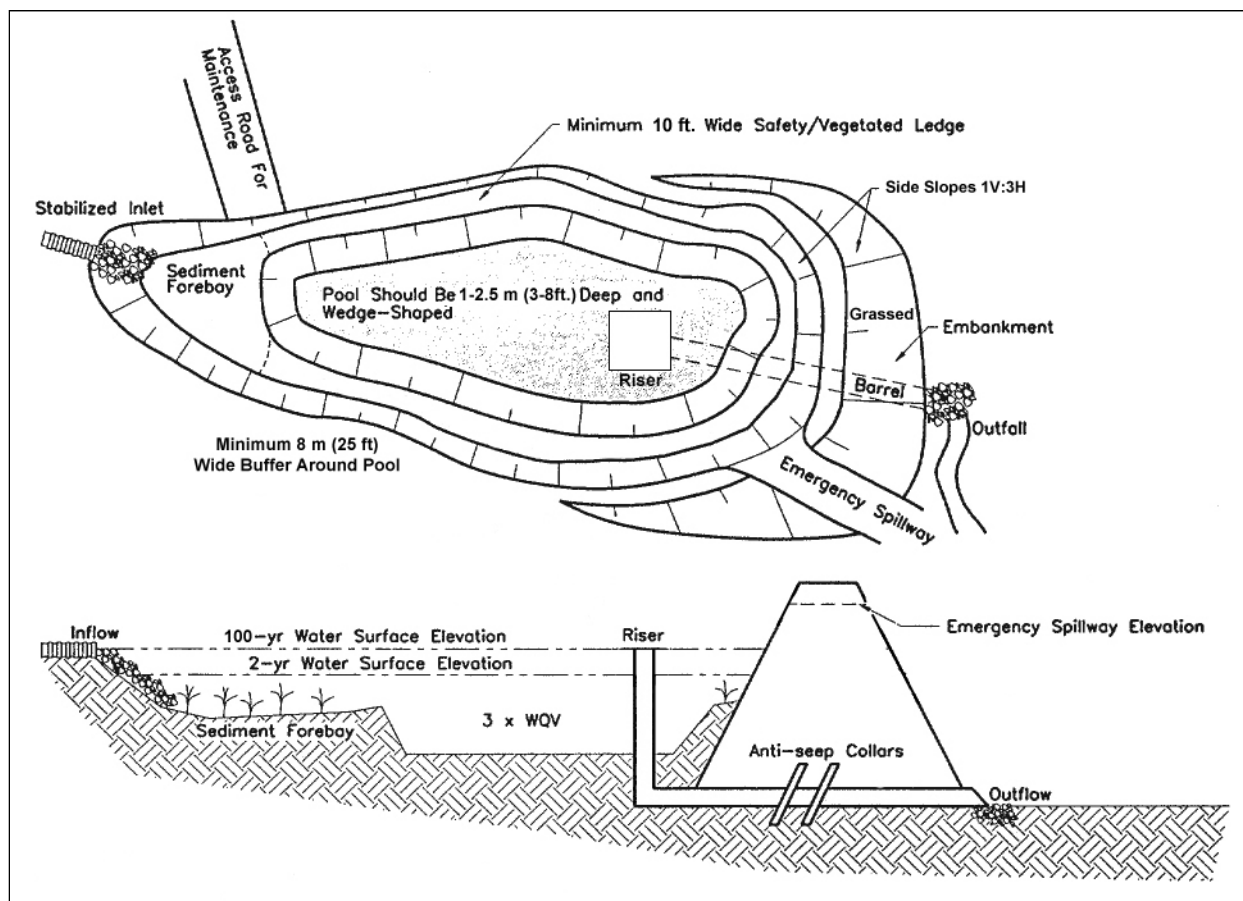 Access Road For
Maintenance
Minimum 10 ft. Wide Safety/Vegetated Ledge
Side Slopes 1V:3H
Stabilized Inlet
Sediment
Forebay
Pool Should Be 1-2.5 m (3-8ft.) Deep and
Wedge-Shaped
Grassed
Embankment
Riser
Barrel
Outfall
Minimum 8 m (25 ft)
Wide Buffer Around Pool
Emergency Spillway
Inflow
100-yr Water Surface Elevation
Riser
Emergency Spillway Elevation
2-yr Water Surface Elevation
3 x WQV
Sediment Forebay
Anti-seep Collars
Outflow